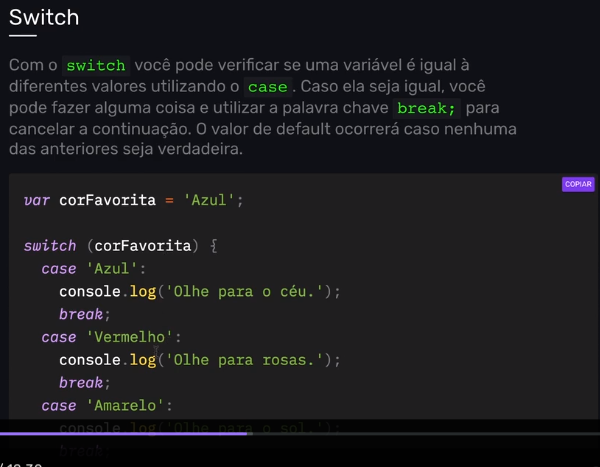 Switch
Com o switch você pode verificar se uma variável é igual à
diferentes valores utilizando o case. Caso ela seja igual, você
pode fazer alguma coisa e utilizar a palavra chave break; para
cancelar a continuação. O valor de default ocorrerá caso nenhuma
das anteriores seja verdadeira.
COPIAR
var corFavorita = 'Azul';
switch (corFavorita) {
case 'Azul':
console.log('Olhe para o céu.');
break;
case 'Vermelho':
console.log('Olhe para rosas.');
break;
case 'Amarelo':
console.log('Olhe para o sol.');
break;